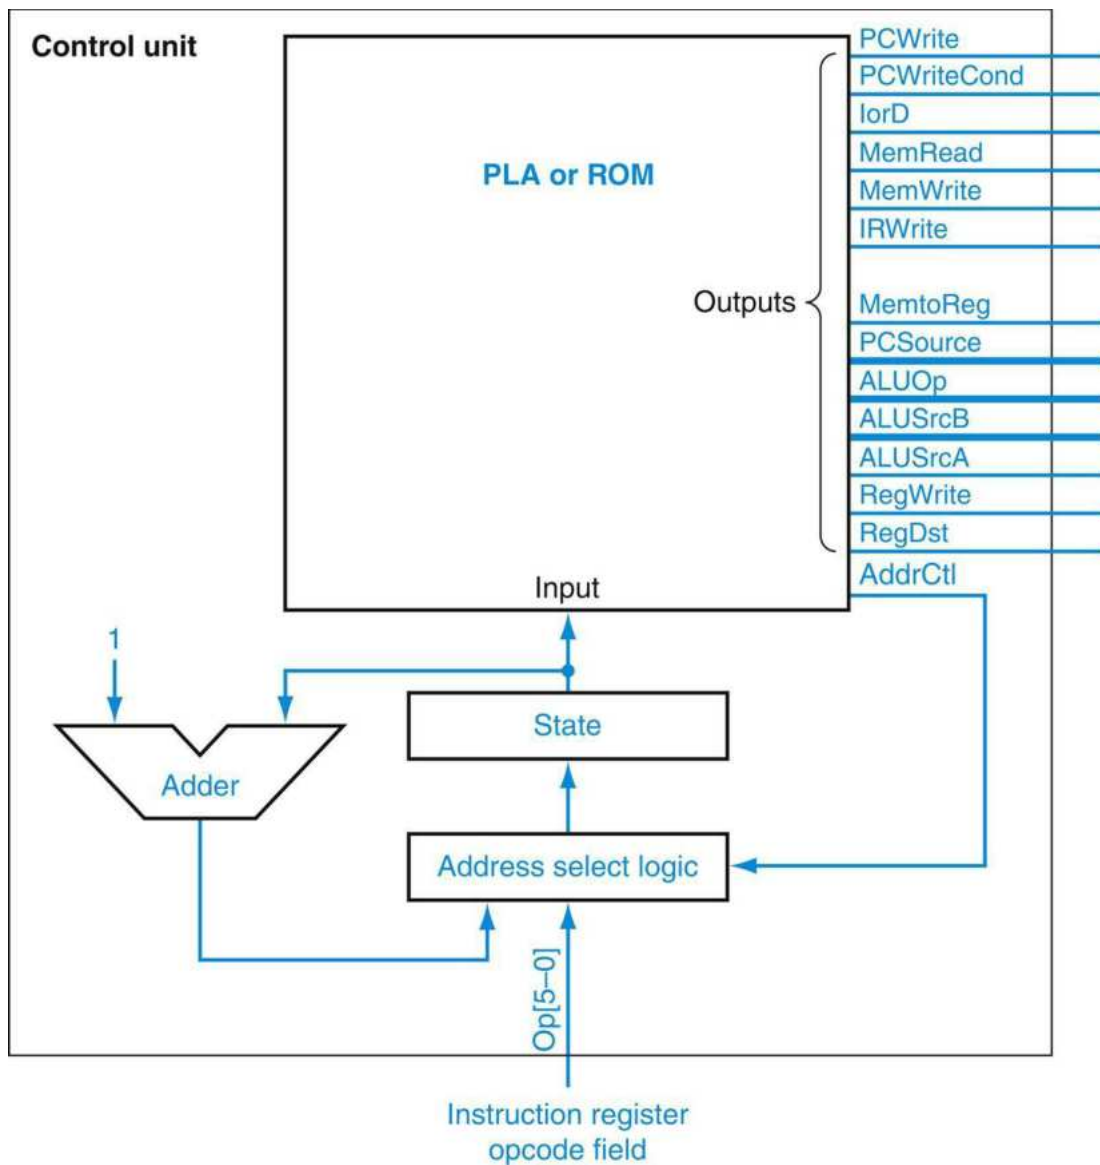 Control unit
PLA or ROM
Outputs
Input
PCWrite
PCWriteCond
IorD
MemRead
MemWrite
IRWrite
MemtoReg
PCSource
ALUOp
ALUSrcB
ALUSrcA
RegWrite
RegDst
AddrCtl
1
State
Adder
Address select logic
Op[5–0]
Instruction register
opcode field